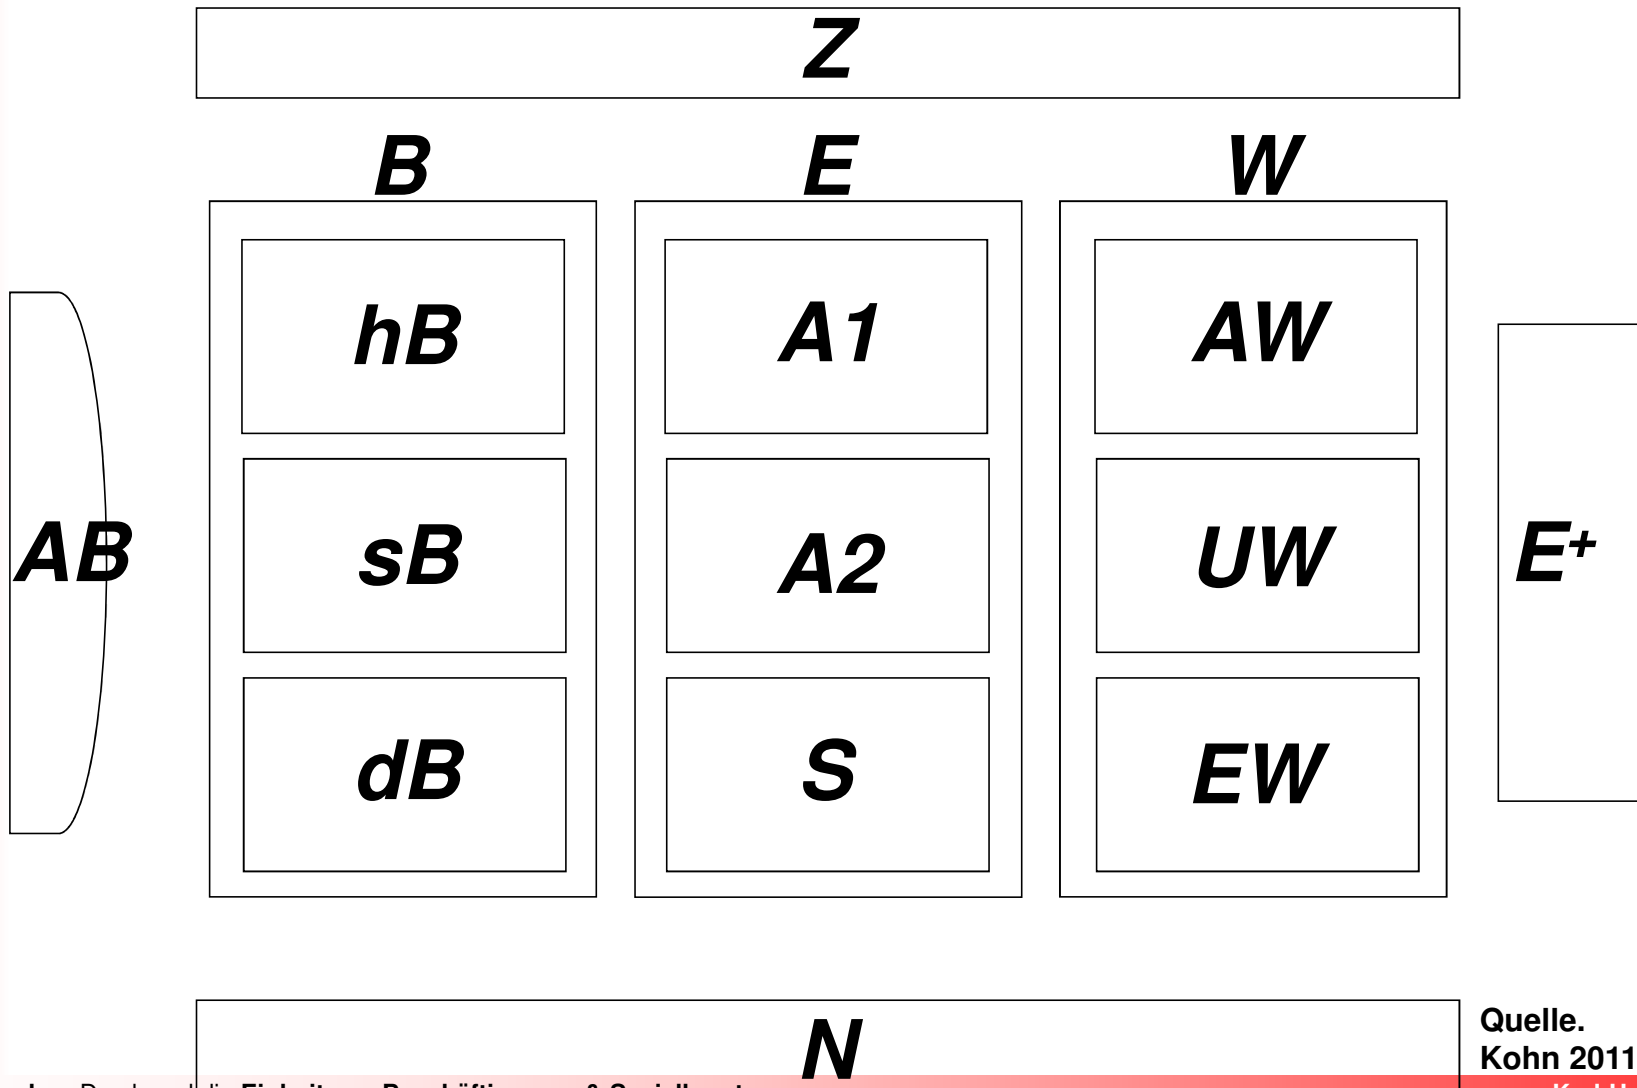 Z
B E W
hB A1 AW
AB sB A2 UW E+
dB S EW
N
Quelle.
Kohn 2011